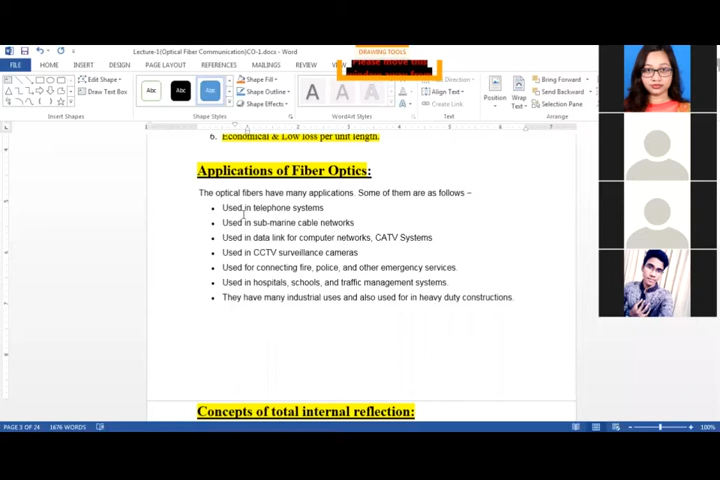 Lecture-1(Optical Fiber Communication)CO-1.docx - Word
DRAWING TOOLS
Please move this
window away from
FILE HOME INSERT DESIGN PAGE LAYOUT REFERENCES MAILINGS REVIEW
Edit Shape
Draw Text Box
Insert Shapes
Abc Abc Abc
Shape Fill
Shape Outline
Shape Effects
Shape Styles
A A A
WordArt Styles
Direction
Align Text
Create Link
Text
Position
Wrap
Text
Bring Forward
Send Backward
Selection Pane
Arrange
6. Economical & Low loss per unit length.
Applications of Fiber Optics:
The optical fibers have many applications. Some of them are as follows −
• Used in telephone systems
• Used in sub-marine cable networks
• Used in data link for computer networks, CATV Systems
• Used in CCTV surveillance cameras
• Used for connecting fire, police, and other emergency services.
• Used in hospitals, schools, and traffic management systems.
• They have many industrial uses and also used for in heavy duty constructions.
Concepts of total internal reflection:
PAGE 3 OF 24 1676 WORDS
100%